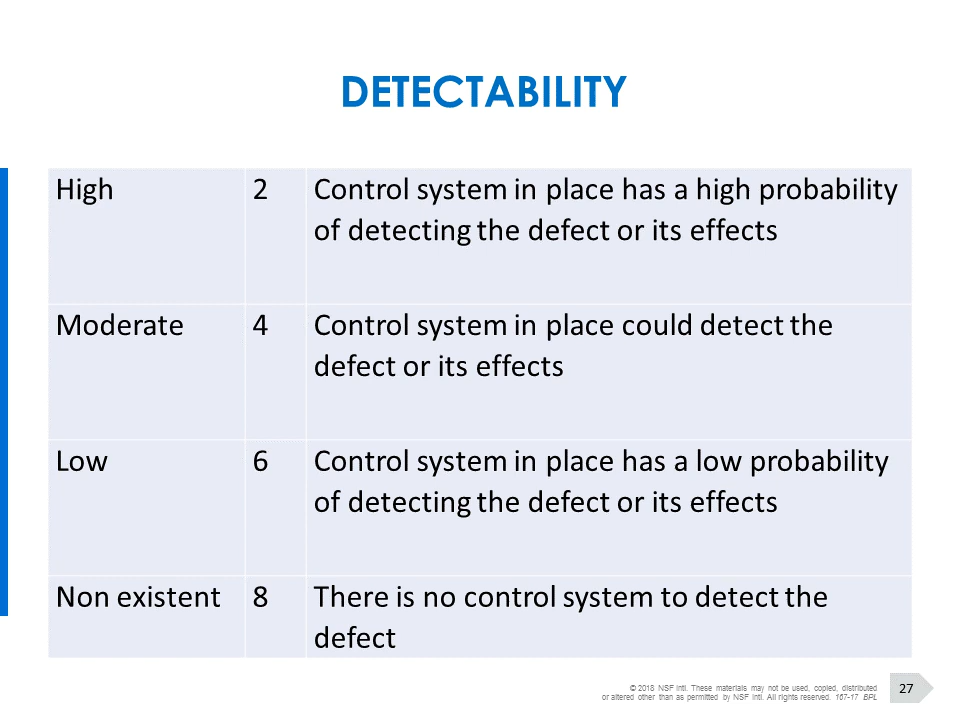 DETECTABILITY
High 2 Control system in place has a high probability
of detecting the defect or its effects
Moderate 4 Control system in place could detect the
defect or its effects
Low 6 Control system in place has a low probability
of detecting the defect or its effects
Non existent 8 There is no control system to detect the
defect
© 2018 NSF Intl. These materials may not be used, copied, distributed
or altered other than as permitted by NSF Intl. All rights reserved. 167-17 BPL
27